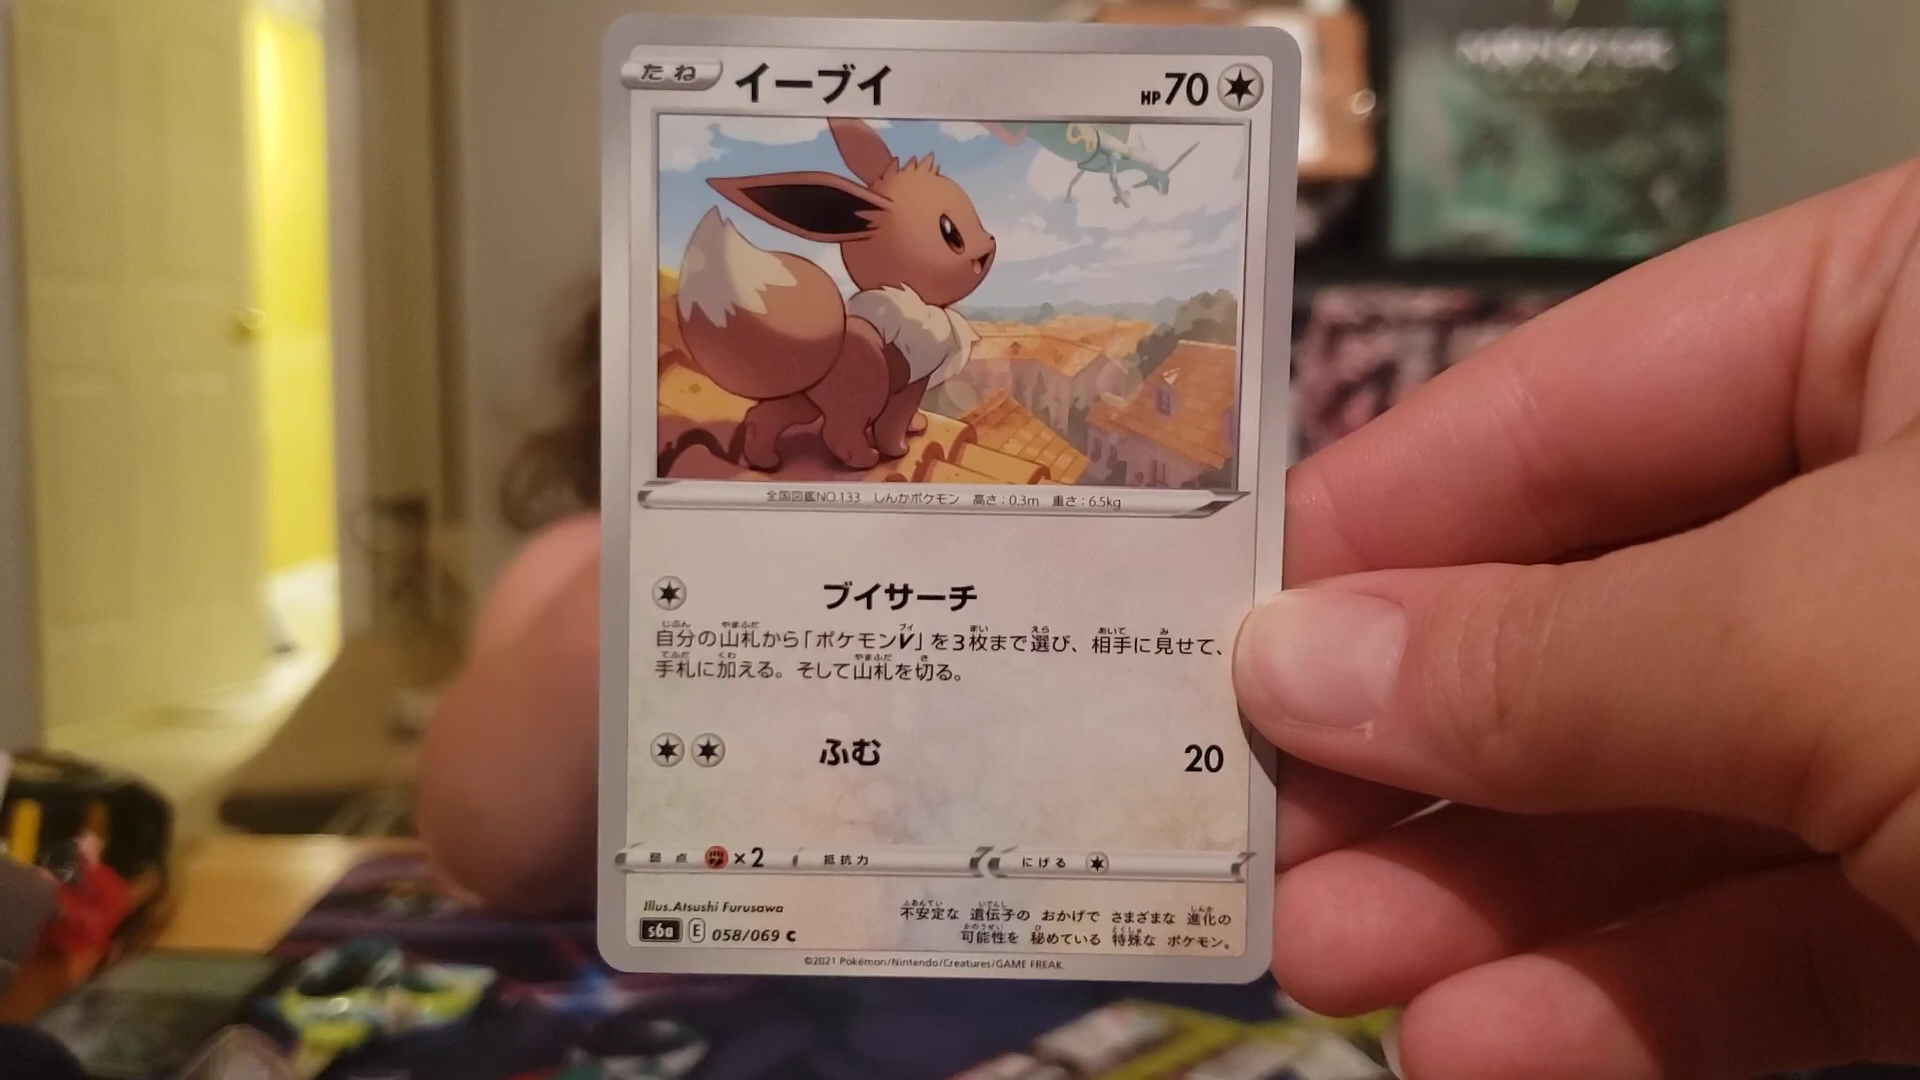 たね イーブイ HP70
全国図鑑NO.133 しんかポケモン 高さ:0.3m 重さ:6.5kg
ブイサーチ
自分の山札から「ポケモンV」を3枚まで選び、相手に見せて、
手札に加える。そして山札を切る。
ふむ 20
弱点 ×2 抵抗力 にげる
Illus.Atsushi Furusawa
s6a E 058/069 C
不安定な 遺伝子の おかげで さまざまな 進化の
可能性を 秘めている 特殊な ポケモン。
©2021 Pokémon/Nintendo/Creatures/GAME FREAK.